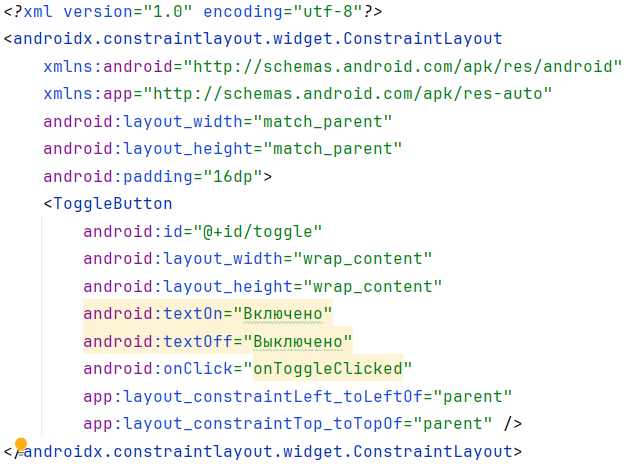 <?xml version="1.0" encoding="utf-8"?>
<androidx.constraintlayout.widget.ConstraintLayout
    xmlns:android="http://schemas.android.com/apk/res/android"
    xmlns:app="http://schemas.android.com/apk/res-auto"
    android:layout_width="match_parent"
    android:layout_height="match_parent"
    android:padding="16dp">
    <ToggleButton
        android:id="@+id/toggle"
        android:layout_width="wrap_content"
        android:layout_height="wrap_content"
        android:textOn="Включено"
        android:textOff="Выключено"
        android:onClick="onToggleClicked"
        app:layout_constraintLeft_toLeftOf="parent"
        app:layout_constraintTop_toTopOf="parent" />
</androidx.constraintlayout.widget.ConstraintLayout>